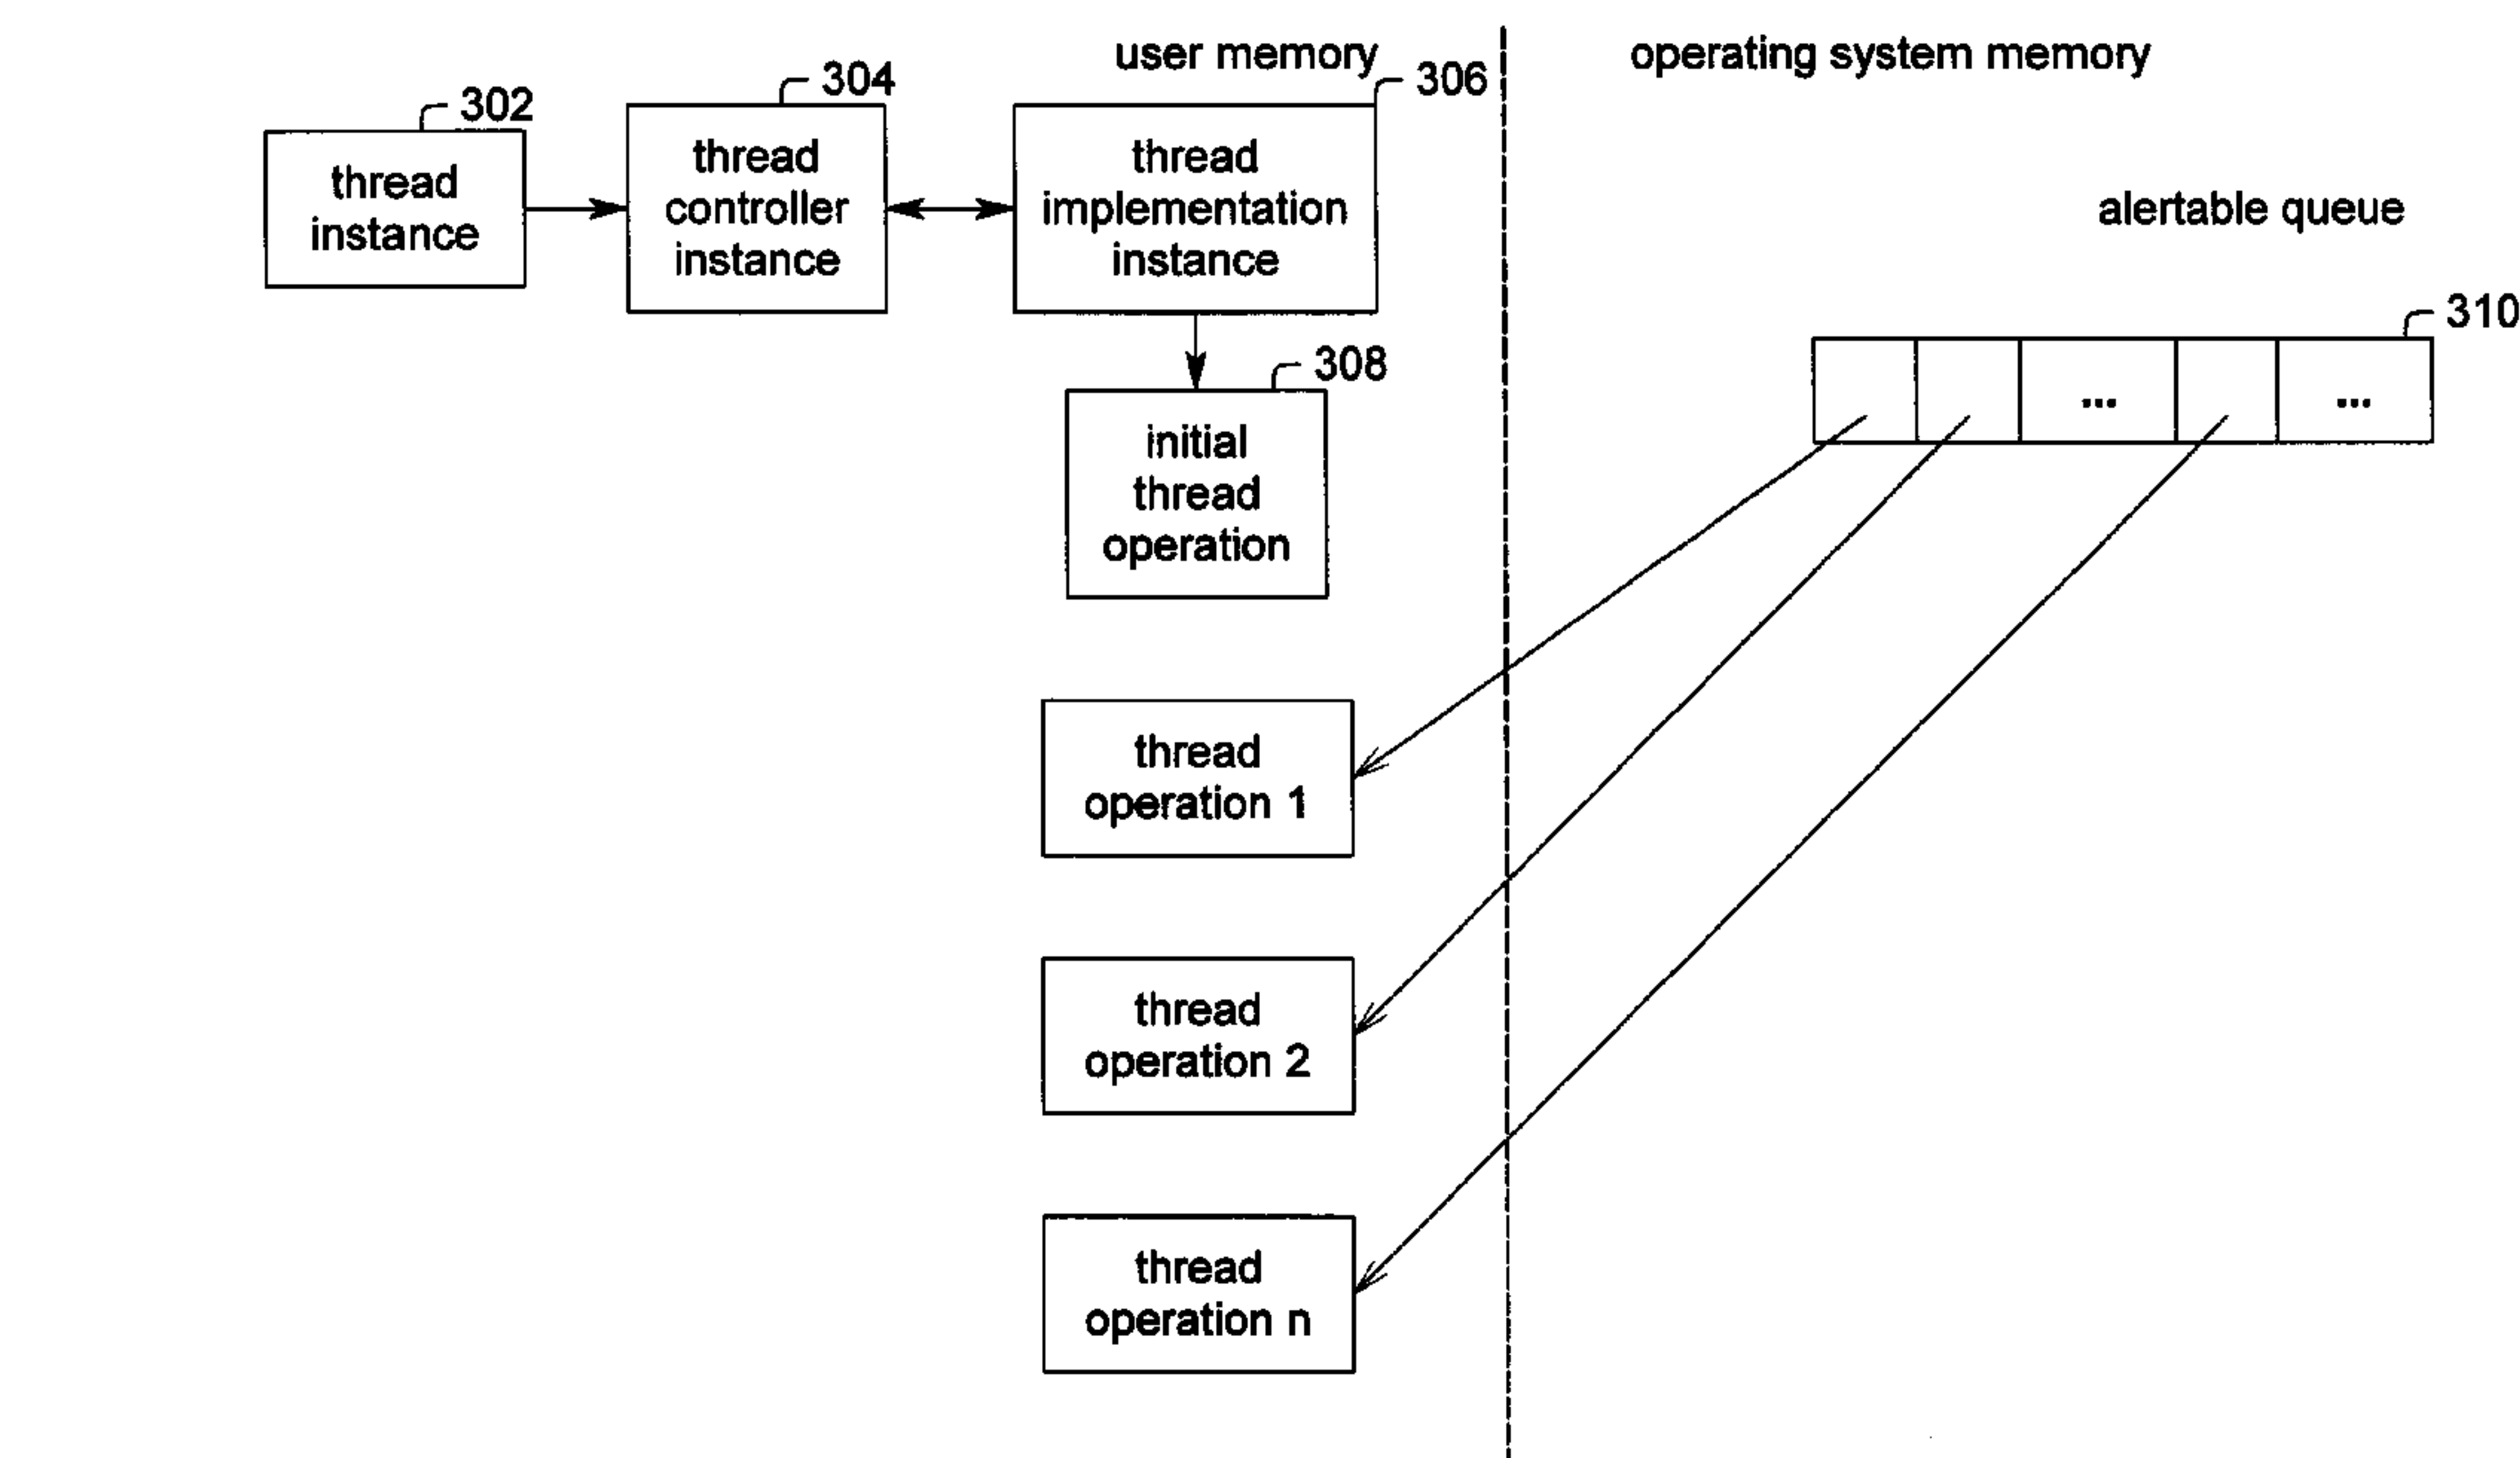 user memory
operating system memory
302
304
306
thread
instance
thread
controller
instance
thread
implementation
instance
alertable queue
310
...
...
308
initial
thread
operation
thread
operation 1
thread
operation 2
thread
operation n